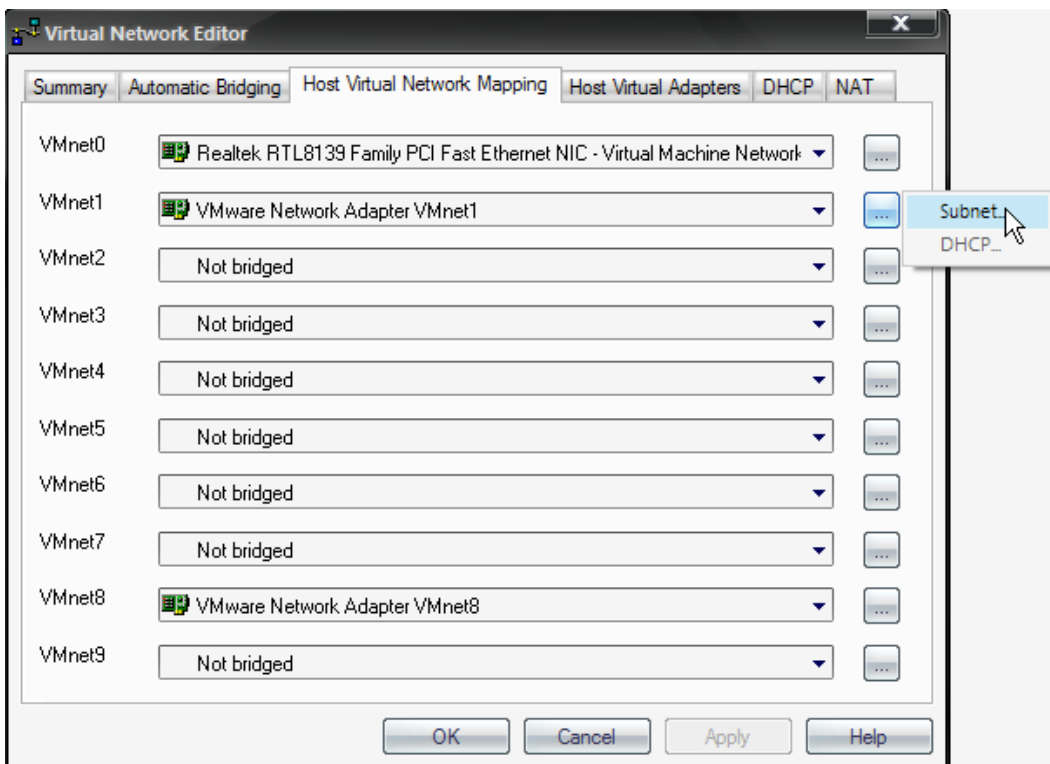 Virtual Network Editor
x
Summary Automatic Bridging Host Virtual Network Mapping Host Virtual Adapters DHCP NAT
VMnet0 Realtek RTL8139 Family PCI Fast Ethernet NIC - Virtual Machine Network ...
VMnet1 VMware Network Adapter VMnet1 ... Subnet...
DHCP...
VMnet2 Not bridged ...
VMnet3 Not bridged ...
VMnet4 Not bridged ...
VMnet5 Not bridged ...
VMnet6 Not bridged ...
VMnet7 Not bridged ...
VMnet8 VMware Network Adapter VMnet8 ...
VMnet9 Not bridged ...
OK Cancel Apply Help